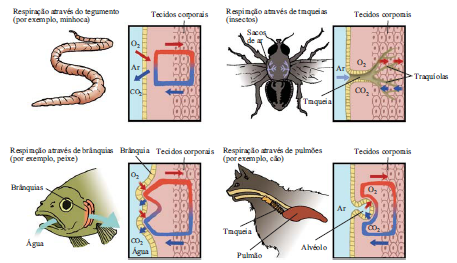 Respiração através do tegumento
(por exemplo, minhoca)
Tecidos corporais
O2
Ar
CO2
Respiração através de traqueias
(insectos)
Sacos
de ar
Tecidos corporais
O2
Ar
CO2
Traquíolas
Traqueia
Respiração através de brânquias
(por exemplo, peixe)
Brânquia
Tecidos corporais
Brânquias
O2
Água
CO2
Água
Respiração através de pulmões
(por exemplo, cão)
Tecidos corporais
O2
Ar
CO2
Traqueia
Alvéolo
Pulmão